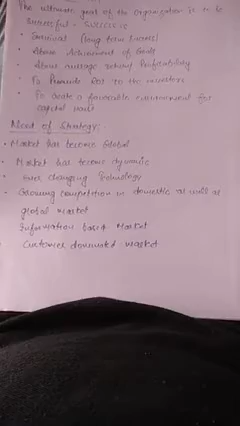 The ultimate goal of the organisation is to be
Successful - success is
• Survival (long term success)
• Above Achievement of Goals
• Above average return/ Profitability
• To Provide ROI to the investors
• To create a favourable environment for
capital
Need of Strategy:-
• Market has become Global
• Market has become dynamic
• Ever changing Technology
• Growing competition in domestic as well as
global market
Information based Market
Customer dominated market